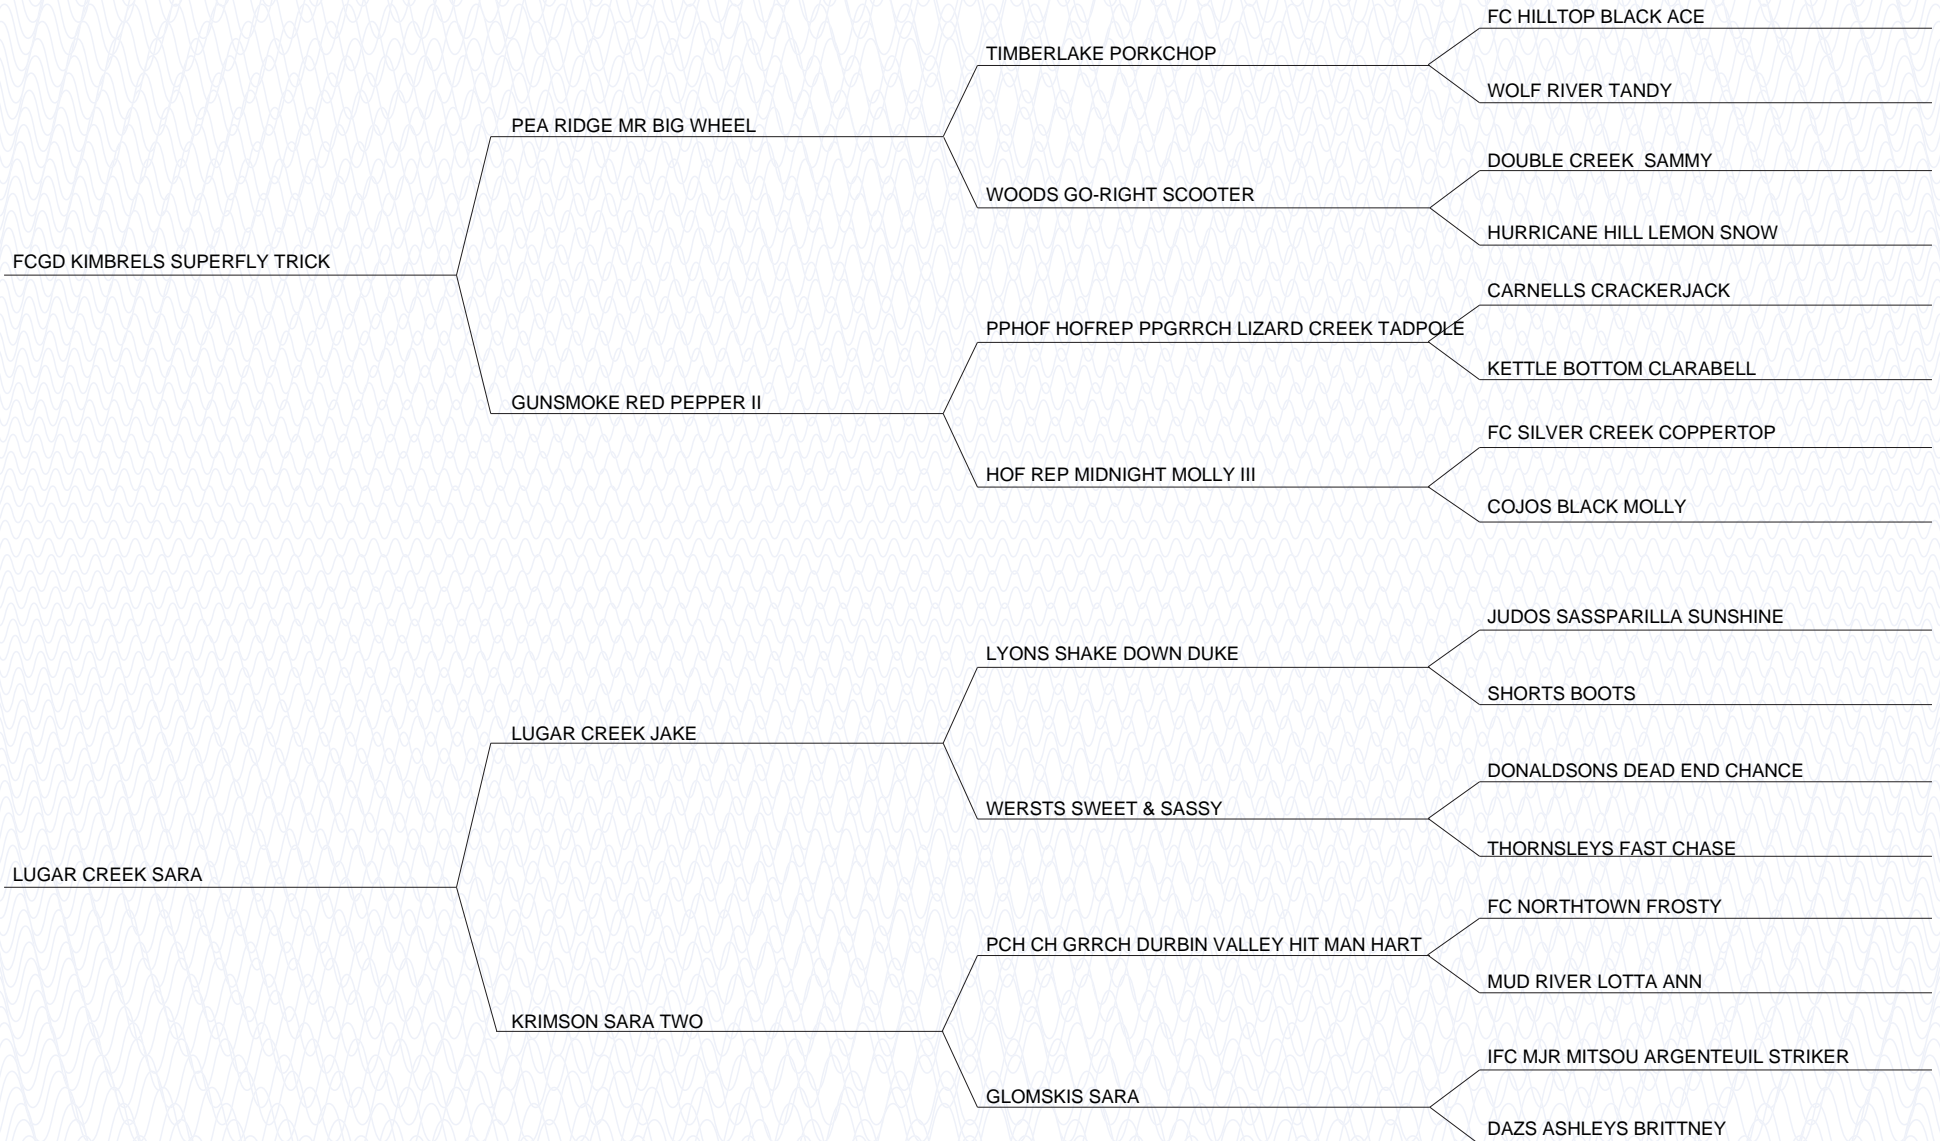 FC HILLTOP BLACK ACE
TIMBERLAKE PORKCHOP
WOLF RIVER TANDY
PEA RIDGE MR BIG WHEEL
DOUBLE CREEK  SAMMY
WOODS GO-RIGHT SCOOTER
HURRICANE HILL LEMON SNOW
FCGD KIMBRELS SUPERFLY TRICK
CARNELLS CRACKERJACK
PPHOF HOFREP PPGRRCH LIZARD CREEK TADPOLE
KETTLE BOTTOM CLARABELL
GUNSMOKE RED PEPPER II
FC SILVER CREEK COPPERTOP
HOF REP MIDNIGHT MOLLY III
COJOS BLACK MOLLY
JUDOS SASSPARILLA SUNSHINE
LYONS SHAKE DOWN DUKE
SHORTS BOOTS
LUGAR CREEK JAKE
DONALDSONS DEAD END CHANCE
WERSTS SWEET & SASSY
THORNSLEYS FAST CHASE
LUGAR CREEK SARA
FC NORTHTOWN FROSTY
PCH CH GRRCH DURBIN VALLEY HIT MAN HART
MUD RIVER LOTTA ANN
KRIMSON SARA TWO
IFC MJR MITSOU ARGENTEUIL STRIKER
GLOMSKIS SARA
DAZS ASHLEYS BRITTNEY